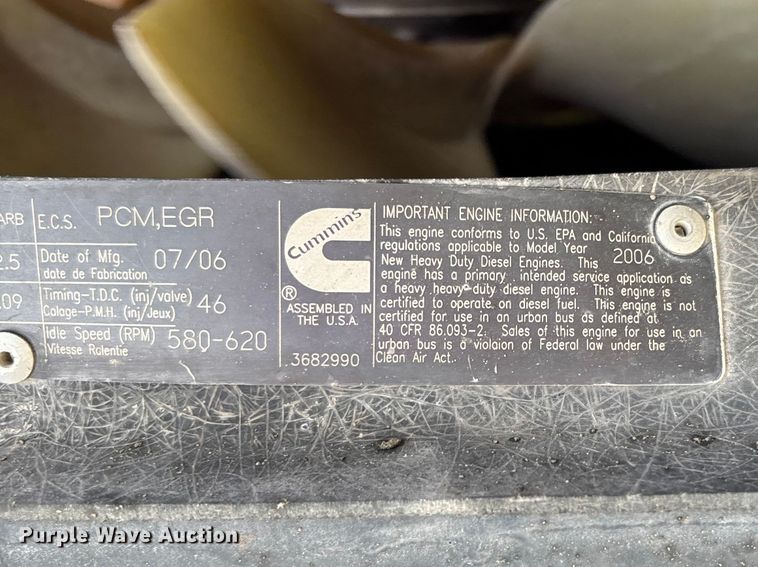 ARB
E.C.S. PCM,EGR
2.5
Date of Mfg. 07/06
date de Fabrication
.09
Timing-T.D.C. (inj/valve) 46
Calage-P.M.H. (inj/Jeux)
Idle Speed (RPM) 580-620
Vitesse Ralentie
Cummins
®
ASSEMBLED IN
THE U.S.A.
3682990
IMPORTANT ENGINE INFORMATION:
This engine conforms to U.S. EPA and California
regulations applicable to Model Year 2006
New Heavy Duty Diesel Engines. This
engine has a primary intended service application as
a heavy heavy-duty diesel engine. This engine is
certified to operate on diesel fuel. This engine is not
certified for use in an urban bus as defined at
40 CFR 86.093-2. Sales of this engine for use in an
urban bus is a violaion of Federal law under the
Clean Air Act.
Purple Wave Auction